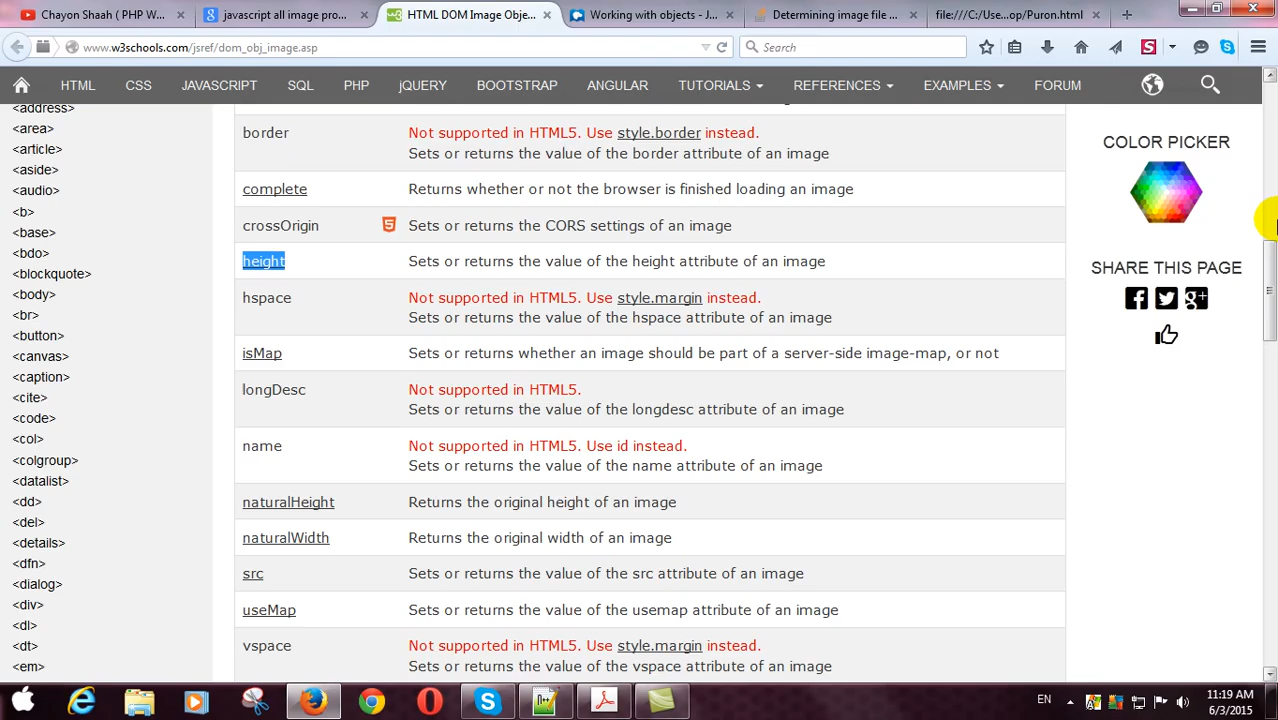 Chayon Shaah ( PHP W...
javascript all image pro...
HTML DOM Image Obje...
Working with objects - J...
Determining image file ...
file:///C:/Use...op/Puron.html
www.w3schools.com/jsref/dom_obj_image.asp
Search
HTML CSS JAVASCRIPT SQL PHP jQUERY BOOTSTRAP ANGULAR TUTORIALS REFERENCES EXAMPLES FORUM
<address>
<area>
<article>
<aside>
<audio>
<b>
<base>
<bdo>
<blockquote>
<body>
<br>
<button>
<canvas>
<caption>
<cite>
<code>
<col>
<colgroup>
<datalist>
<dd>
<del>
<details>
<dfn>
<dialog>
<div>
<dl>
<dt>
<em>
border Not supported in HTML5. Use style.border instead.
Sets or returns the value of the border attribute of an image
complete Returns whether or not the browser is finished loading an image
crossOrigin Sets or returns the CORS settings of an image
height Sets or returns the value of the height attribute of an image
hspace Not supported in HTML5. Use style.margin instead.
Sets or returns the value of the hspace attribute of an image
isMap Sets or returns whether an image should be part of a server-side image-map, or not
longDesc Not supported in HTML5.
Sets or returns the value of the longdesc attribute of an image
name Not supported in HTML5. Use id instead.
Sets or returns the value of the name attribute of an image
naturalHeight Returns the original height of an image
naturalWidth Returns the original width of an image
src Sets or returns the value of the src attribute of an image
useMap Sets or returns the value of the usemap attribute of an image
vspace Not supported in HTML5. Use style.margin instead.
Sets or returns the value of the vspace attribute of an image
COLOR PICKER
SHARE THIS PAGE
EN
11:19 AM
6/3/2015